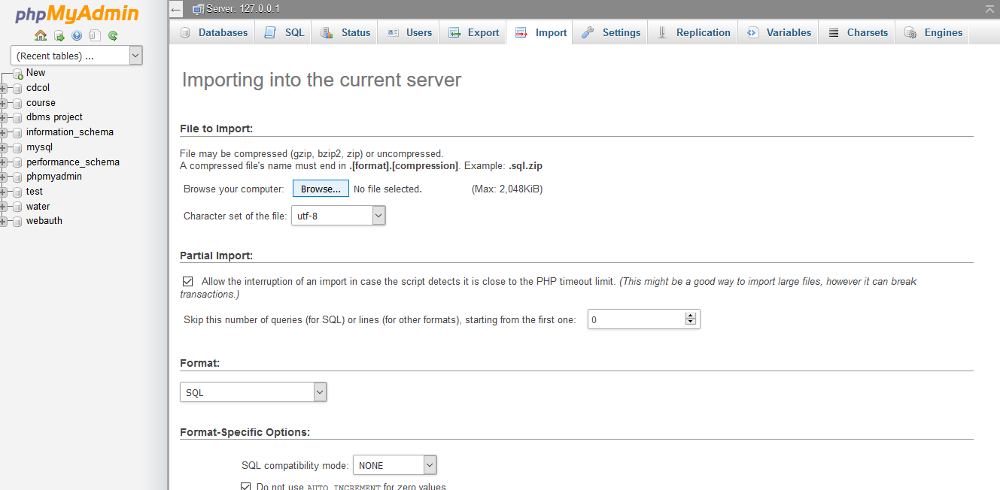 phpMyAdmin
(Recent tables) ...
New
cdcol
course
dbms project
information_schema
mysql
performance_schema
phpmyadmin
test
water
webauth
Server: 127.0.0.1
Databases SQL Status Users Export Import Settings Replication Variables Charsets Engines
Importing into the current server
File to Import:
File may be compressed (gzip, bzip2, zip) or uncompressed.
A compressed file's name must end in .[format].[compression]. Example: .sql.zip
Browse your computer: Browse... No file selected. (Max: 2,048KiB)
Character set of the file: utf-8
Partial Import:
Allow the interruption of an import in case the script detects it is close to the PHP timeout limit. (This might be a good way to import large files, however it can break
transactions.)
Skip this number of queries (for SQL) or lines (for other formats), starting from the first one: 0
Format:
SQL
Format-Specific Options:
SQL compatibility mode: NONE
Do not use AUTO_INCREMENT for zero values